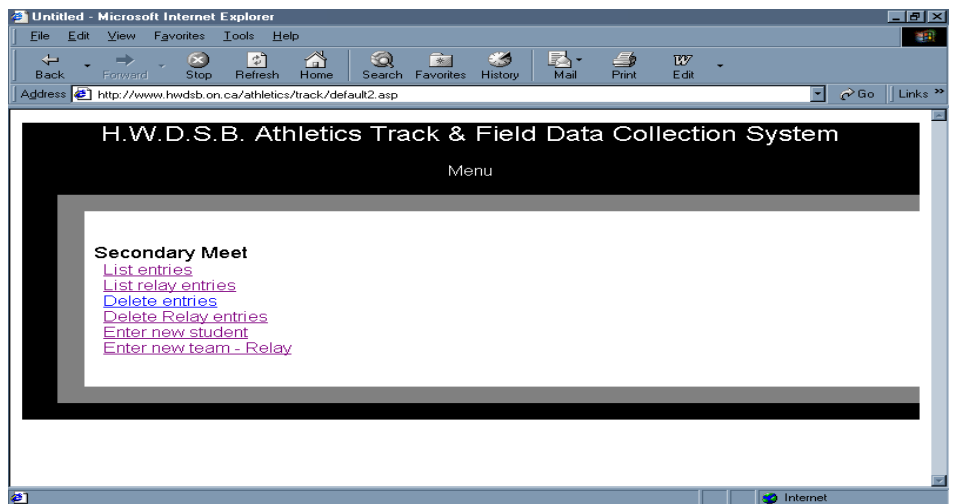 Untitled - Microsoft Internet Explorer
File Edit View Favorites Tools Help
Back Forward Stop Refresh Home Search Favorites History Mail Print Edit
Address http://www.hwdsb.on.ca/athletics/track/default2.asp Go Links »
H.W.D.S.B. Athletics Track & Field Data Collection System
Menu
Secondary Meet
List entries
List relay entries
Delete entries
Delete Relay entries
Enter new student
Enter new team - Relay
Internet